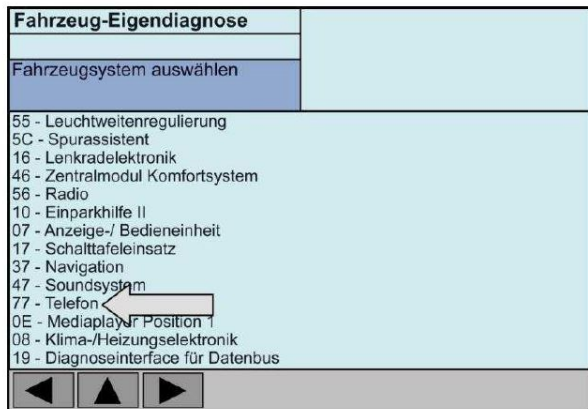 Fahrzeug-Eigendiagnose
Fahrzeugsystem auswählen
55 - Leuchtweitenregulierung
5C - Spurassistent
16 - Lenkradelektronik
46 - Zentralmodul Komfortsystem
56 - Radio
10 - Einparkhilfe II
07 - Anzeige-/ Bedieneinheit
17 - Schalttafeleinsatz
37 - Navigation
47 - Soundsystem
77 - Telefon
0E - Mediaplayer Position 1
08 - Klima-/Heizungselektronik
19 - Diagnoseinterface für Datenbus